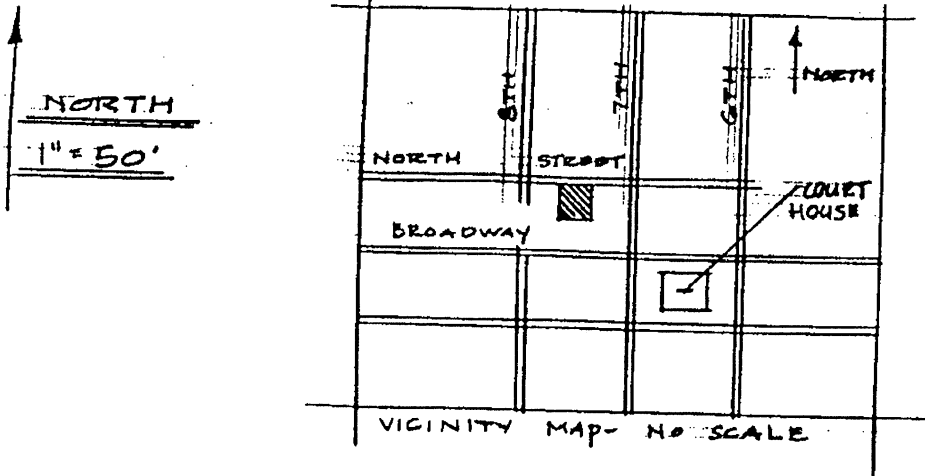 NORTH
1" = 50'
8TH
7TH
6TH
NORTH
NORTH STREET
COURT
HOUSE
BROADWAY
VICINITY MAP- NO SCALE